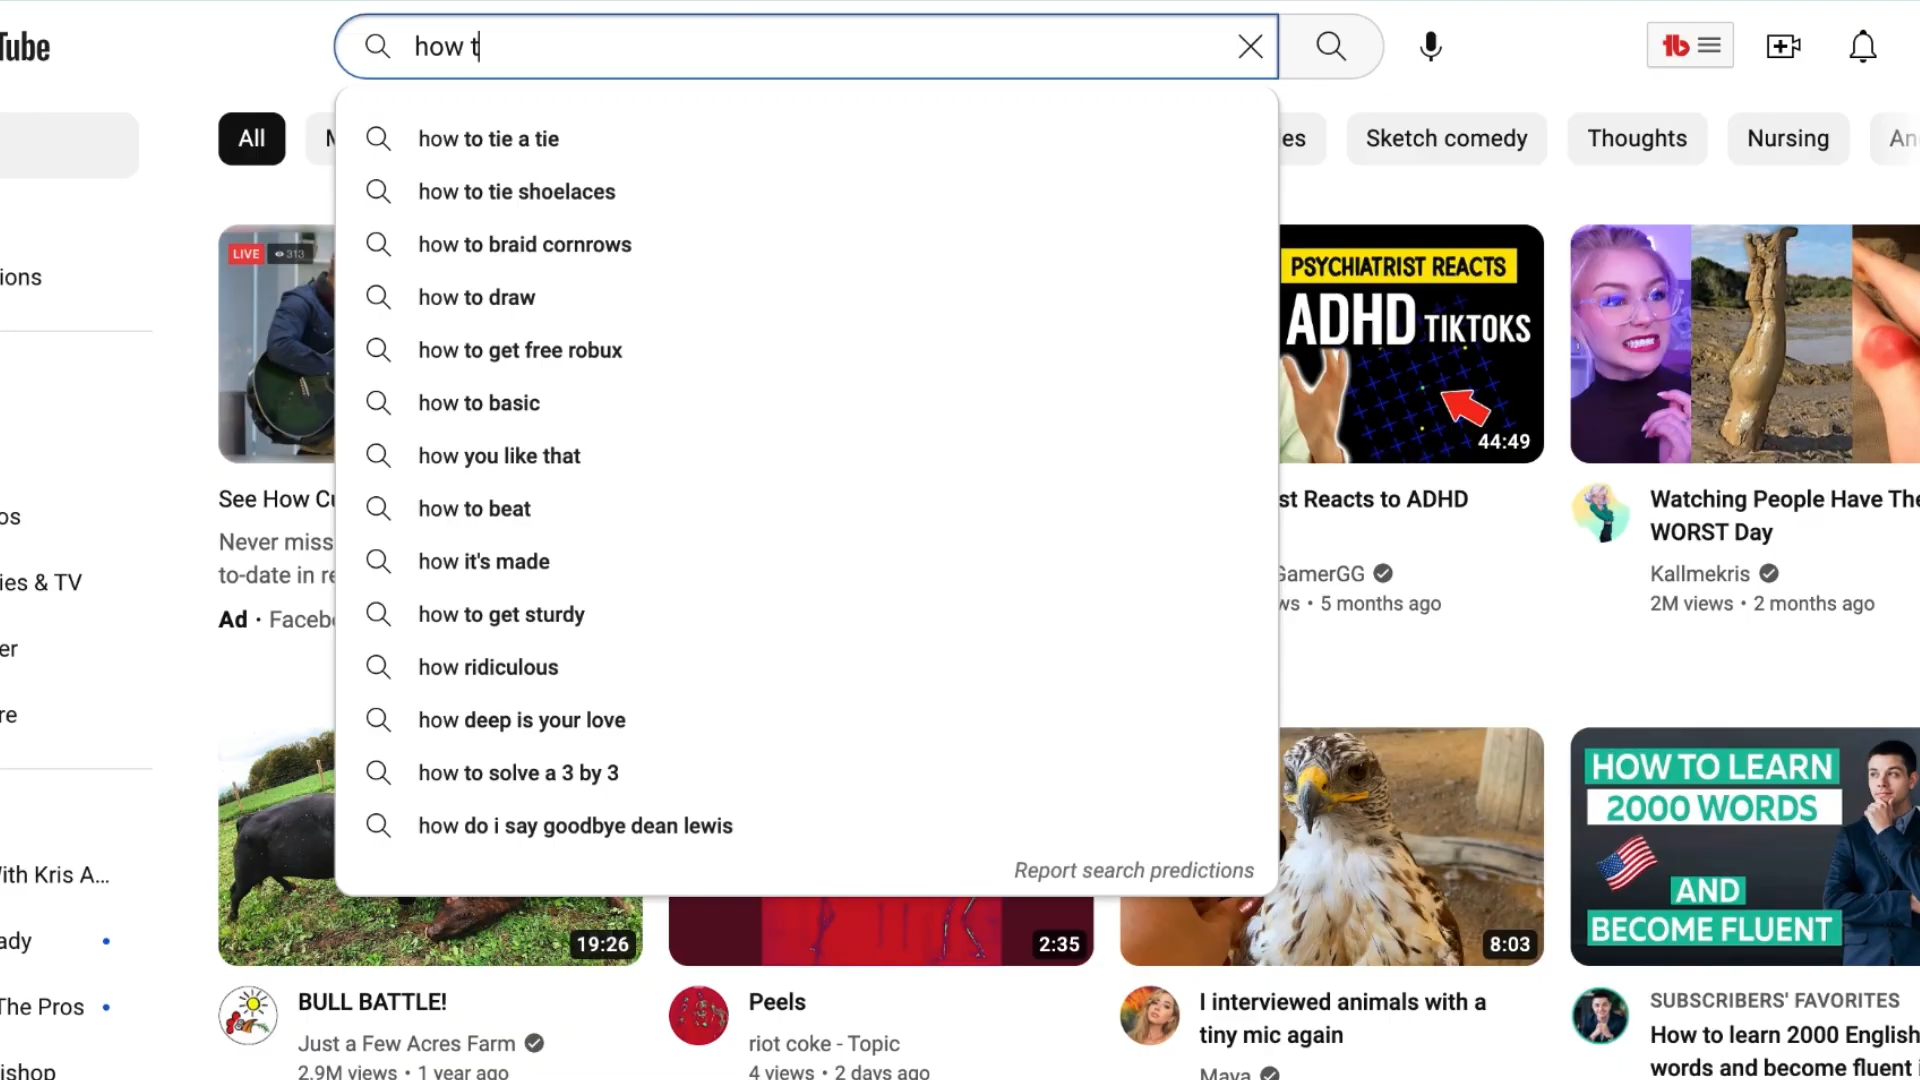 Tube
how t
All
es
Sketch comedy
Thoughts
Nursing
how to tie a tie
how to tie shoelaces
how to braid cornrows
how to draw
how to get free robux
how to basic
how you like that
how to beat
how it's made
how to get sturdy
how ridiculous
how deep is your love
how to solve a 3 by 3
how do i say goodbye dean lewis
Report search predictions
ions
os
ies & TV
er
re
ith Kris A...
ady
The Pros
ishop
LIVE 313
See How
Never miss
to-date in
Ad · Faceb
PSYCHIATRIST REACTS
ADHD TIKTOKS
44:49
st Reacts to ADHD
GamerGG
ws • 5 months ago
Watching People Have The
WORST Day
Kallmekris
2M views • 2 months ago
19:26
BULL BATTLE!
Just a Few Acres Farm
2.9M views • 1 year ago
2:35
Peels
riot coke - Topic
4 views • 2 days ago
8:03
I interviewed animals with a
tiny mic again
Maya
HOW TO LEARN
2000 WORDS
AND
BECOME FLUENT
SUBSCRIBERS' FAVORITES
How to learn 2000 English
words and become fluent